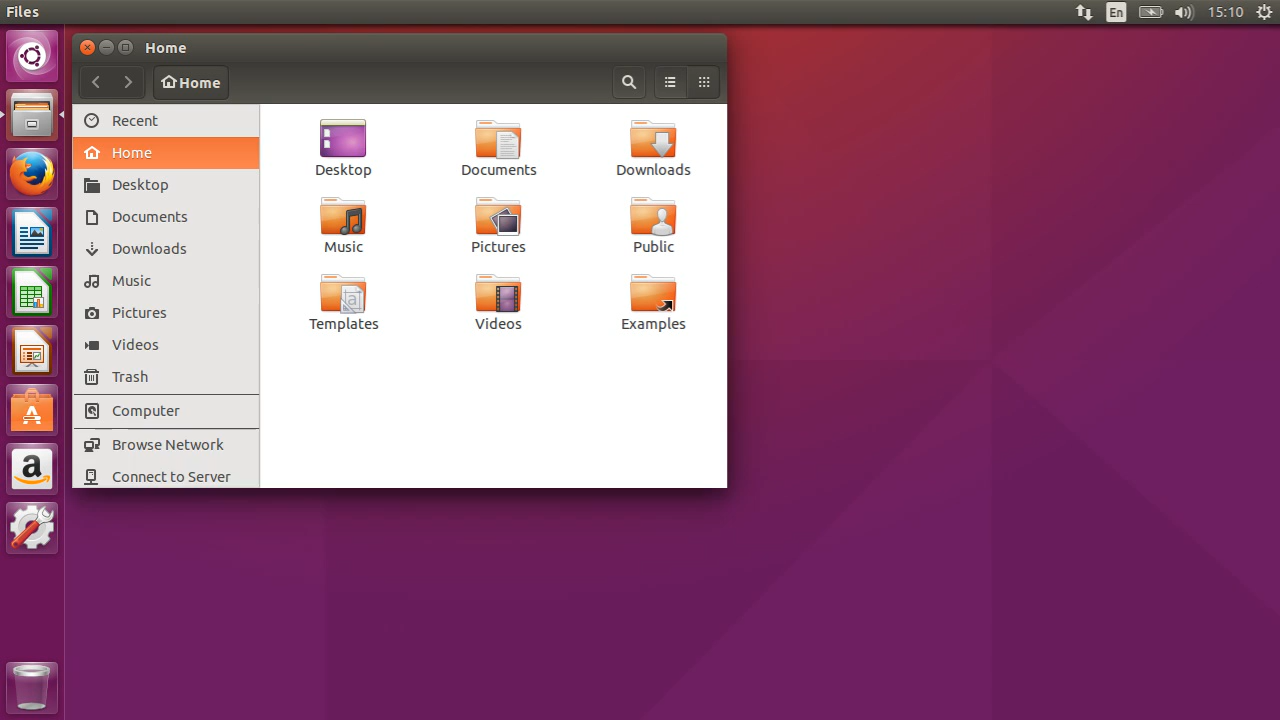 Files
En
15:10
Home
Home
Recent
Home
Desktop
Documents
Downloads
Music
Pictures
Videos
Trash
Computer
Browse Network
Connect to Server
Desktop
Documents
Downloads
Music
Pictures
Public
Templates
Videos
Examples